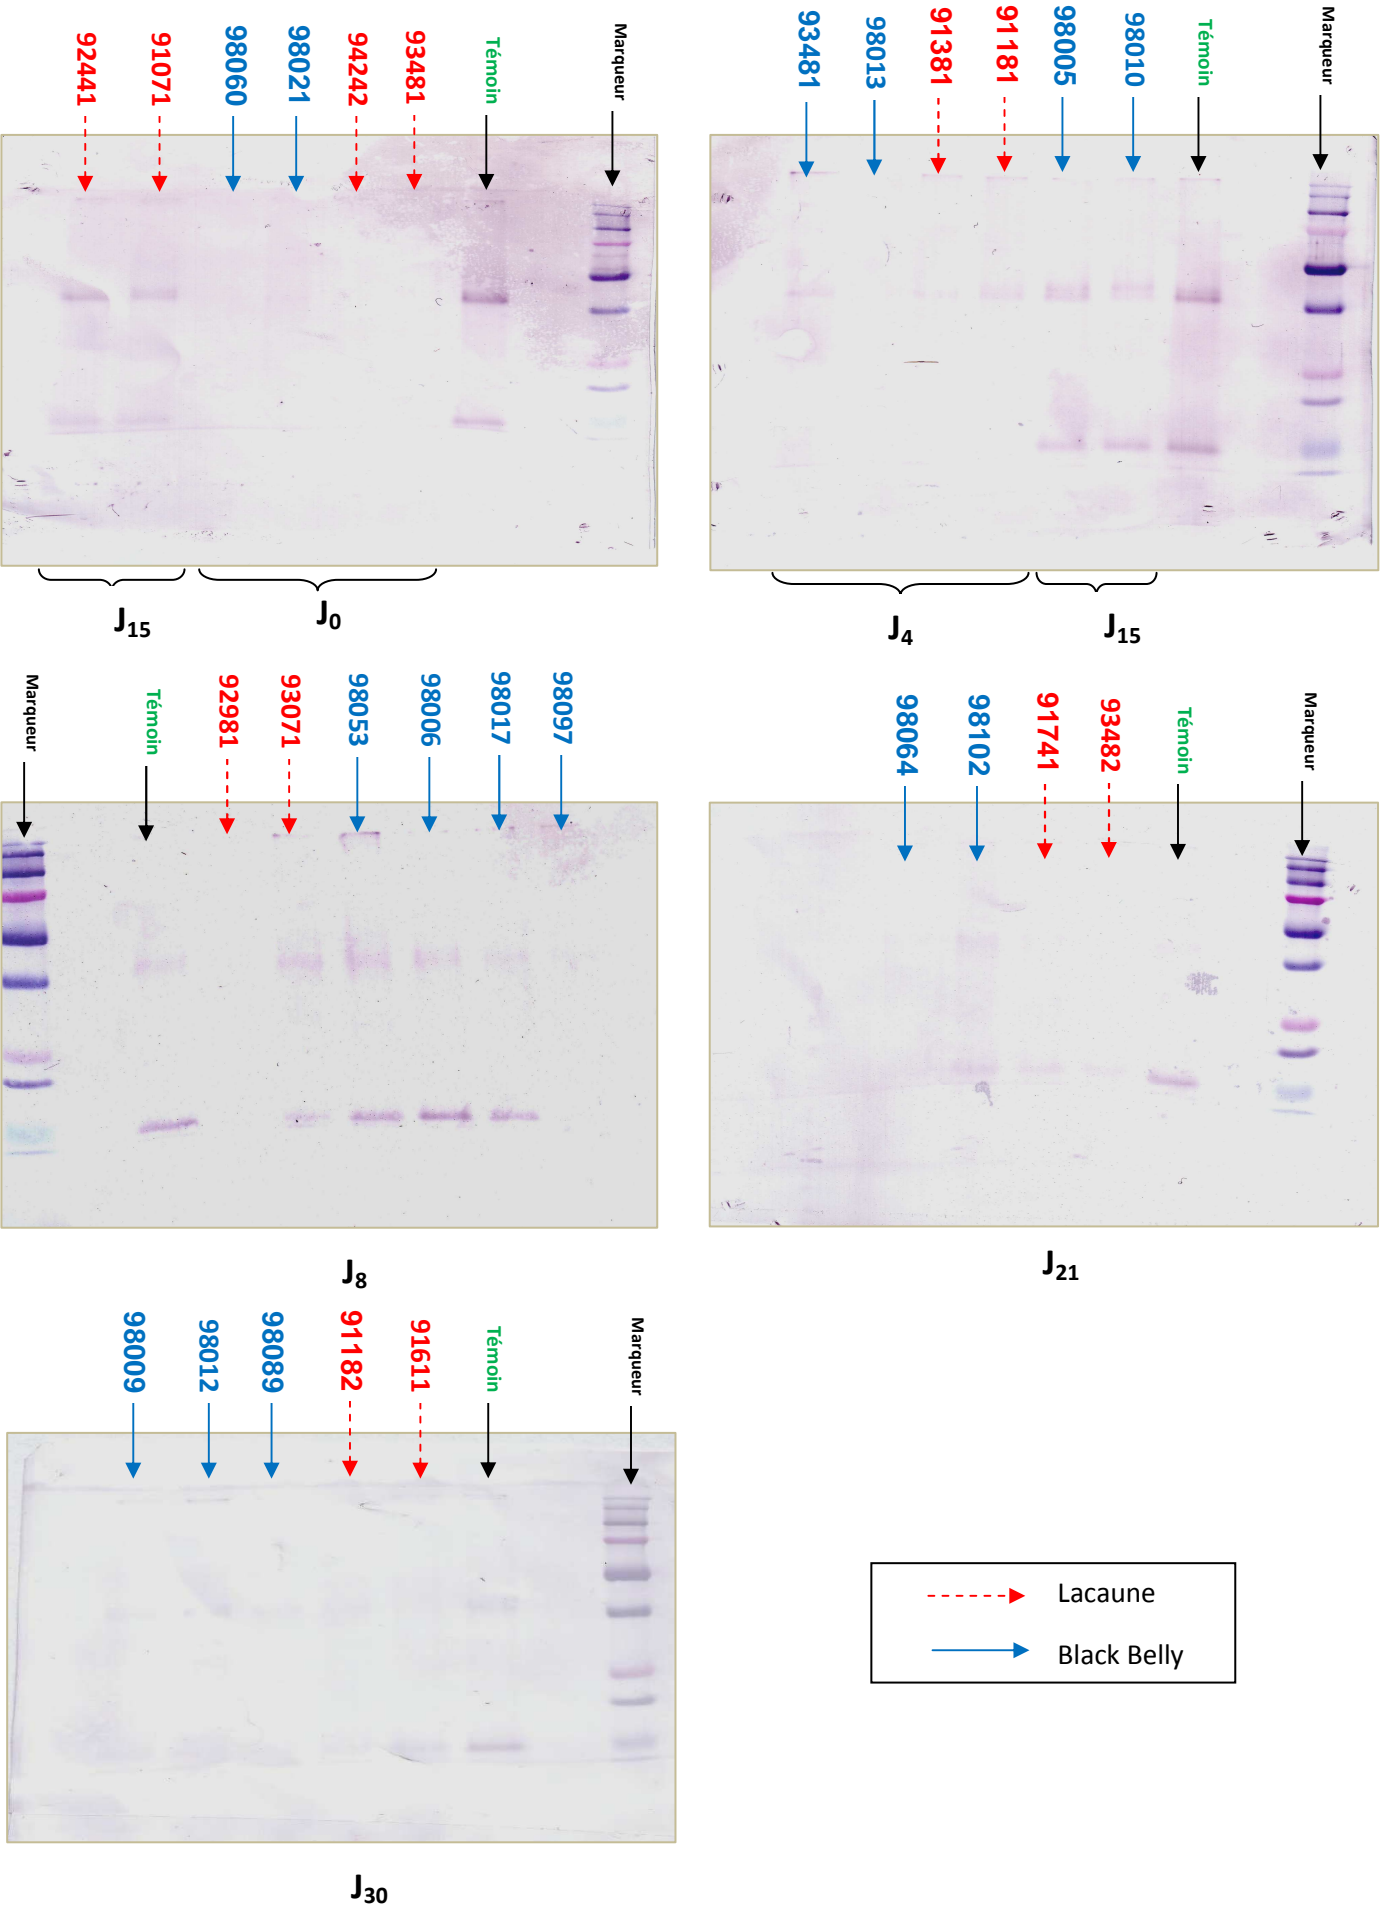 92441
91071
98060
98021
94242
93481
Témoin
Marqueur
93481
98013
91381
91181
98005
98010
Témoin
Marqueur
J15
J0
J4
J15
Marqueur
Témoin
92981
93071
98053
98006
98017
98097
98064
98102
91741
93482
Témoin
Marqueur
J8
J21
98009
98012
98089
91182
91611
Témoin
Marqueur
Lacaune
Black Belly
J30